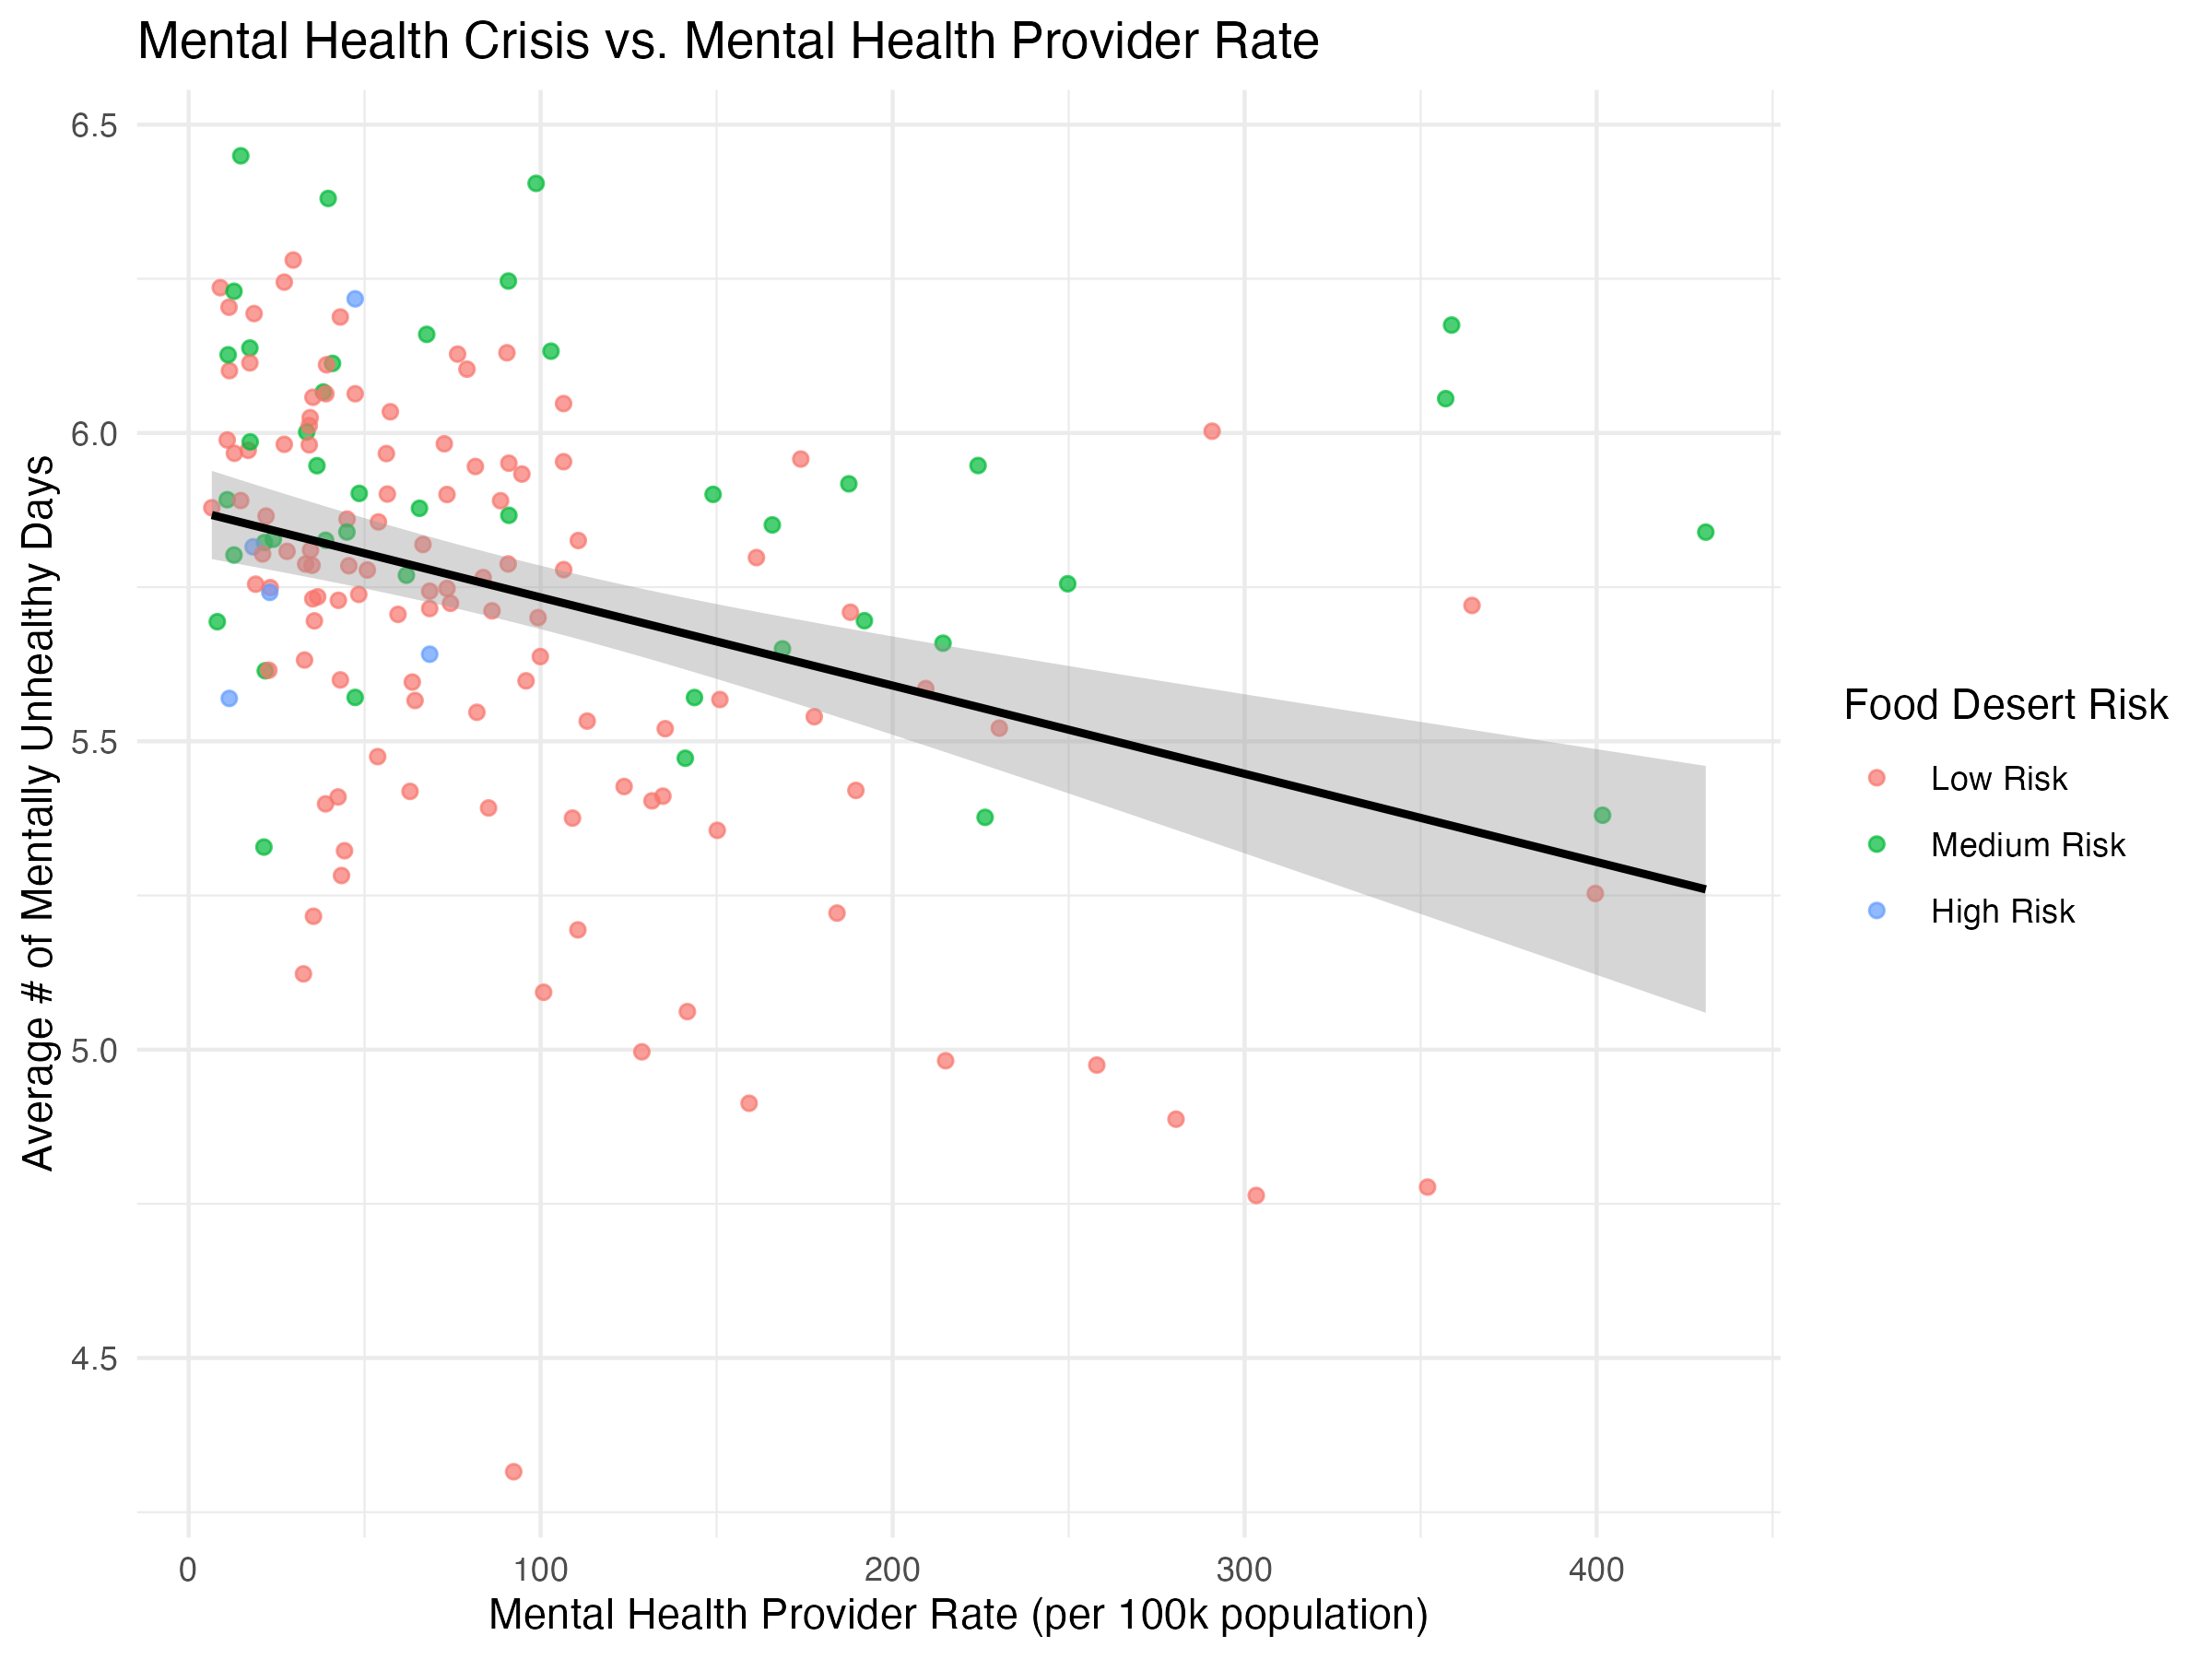 Mental Health Crisis vs. Mental Health Provider Rate
Average # of Mentally Unhealthy Days
6.5
6.0
5.5
5.0
4.5
0
100
200
300
400
Mental Health Provider Rate (per 100k population)
Food Desert Risk
Low Risk
Medium Risk
High Risk